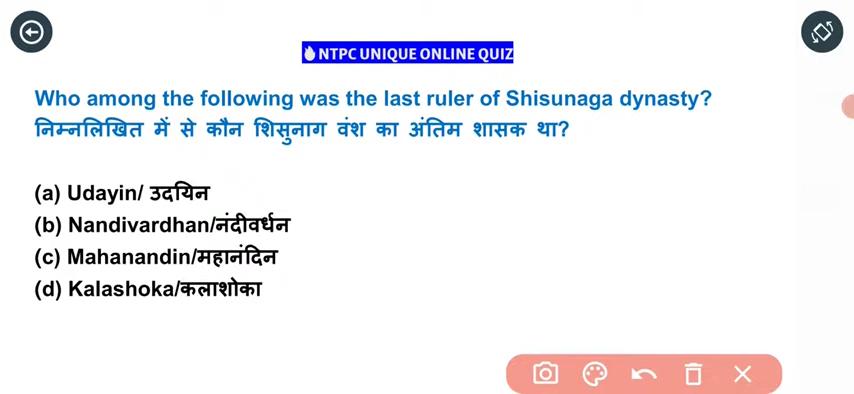 NTPC UNIQUE ONLINE QUIZ
Who among the following was the last ruler of Shisunaga dynasty?
निम्नलिखित में से कौन शिसुनाग वंश का अंतिम शासक था?
(a) Udayin/ उदयिन
(b) Nandivardhan/नंदीवर्धन
(c) Mahanandin/महानंदिन
(d) Kalashoka/कलाशोका